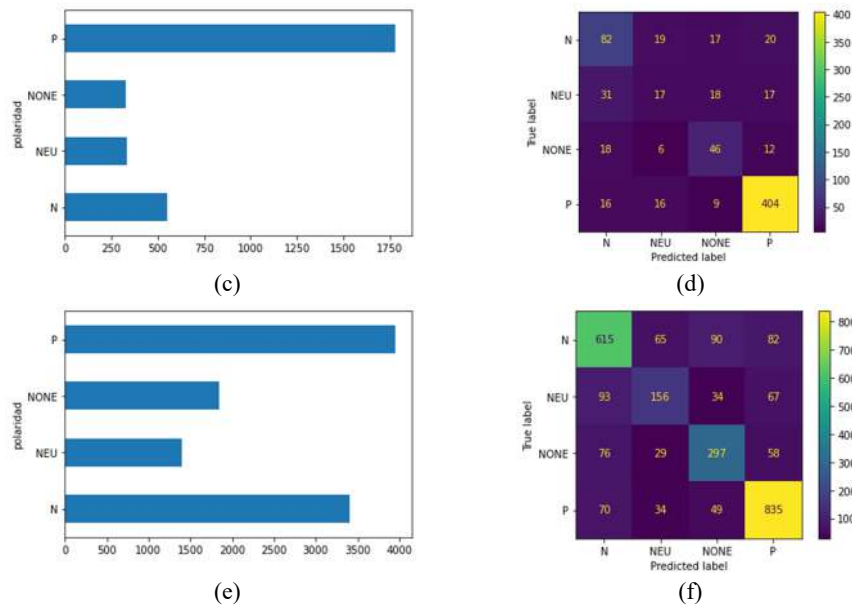 P
NONE
NEU
N
polaridad
0 250 500 750 1000 1250 1500 1750
(c)
N 82 19 17 20
NEU 31 17 18 17
NONE 18 6 46 12
P 16 16 9 404
True label
N NEU NONE P
Predicted label
400
350
300
250
200
150
100
50
(d)
P
NONE
NEU
N
polaridad
0 500 1000 1500 2000 2500 3000 3500 4000
(e)
N 615 65 90 82
NEU 93 156 34 67
NONE 76 29 297 58
P 70 34 49 835
True label
N NEU NONE P
Predicted label
800
700
600
500
400
300
200
100
(f)